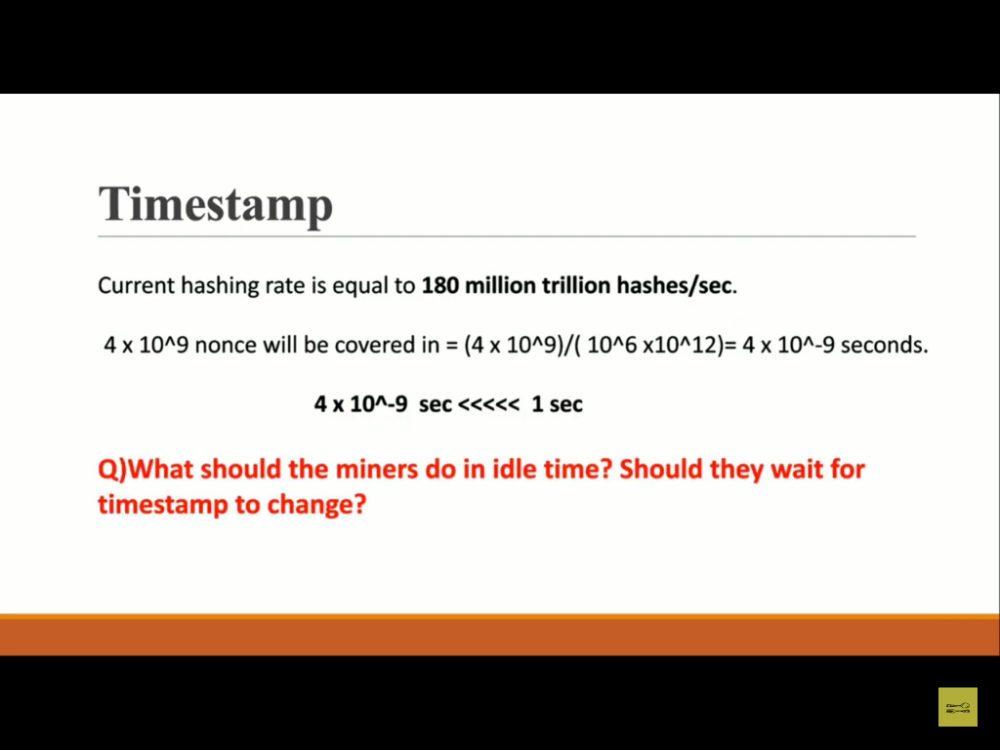 Timestamp
Current hashing rate is equal to 180 million trillion hashes/sec.
4 x 10^9 nonce will be covered in = (4 x 10^9)/( 10^6 x10^12)= 4 x 10^-9 seconds.
4 x 10^-9 sec <<<<< 1 sec
Q)What should the miners do in idle time? Should they wait for
timestamp to change?